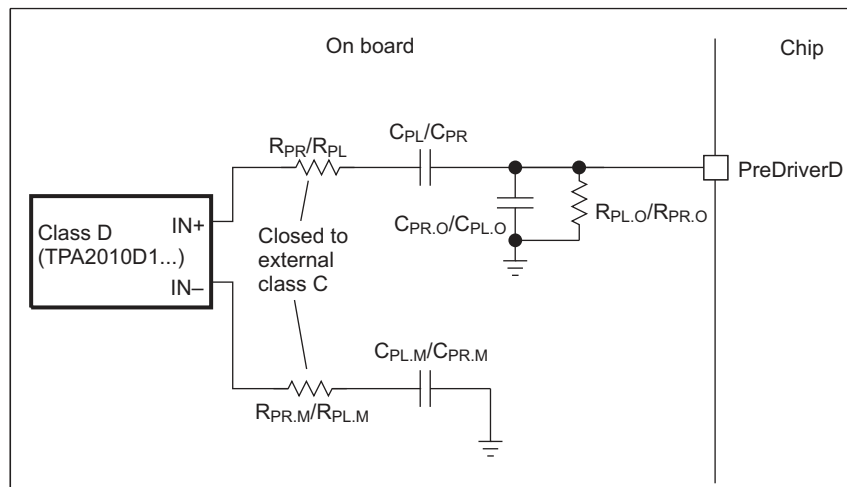 On board
Chip
RPR/RPL
CPL/CPR
PreDriverD
CPR.O/CPL.O
RPL.O/RPR.O
Class D
(TPA2010D1...)
IN+
IN–
Closed to
external
class C
CPL.M/CPR.M
RPR.M/RPL.M